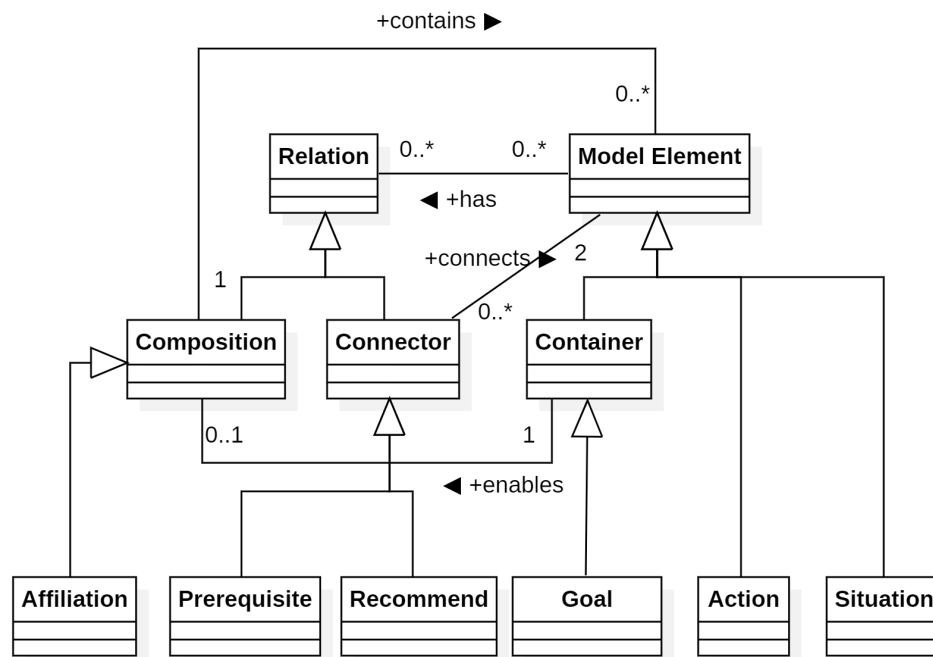 +contains ▶
0..*
Relation 0..* 0..* Model Element
◀ +has
+connects ▶ 2
1
0..*
Composition Connector Container
0..1 1
◀ +enables
Affiliation Prerequisite Recommend Goal Action Situation